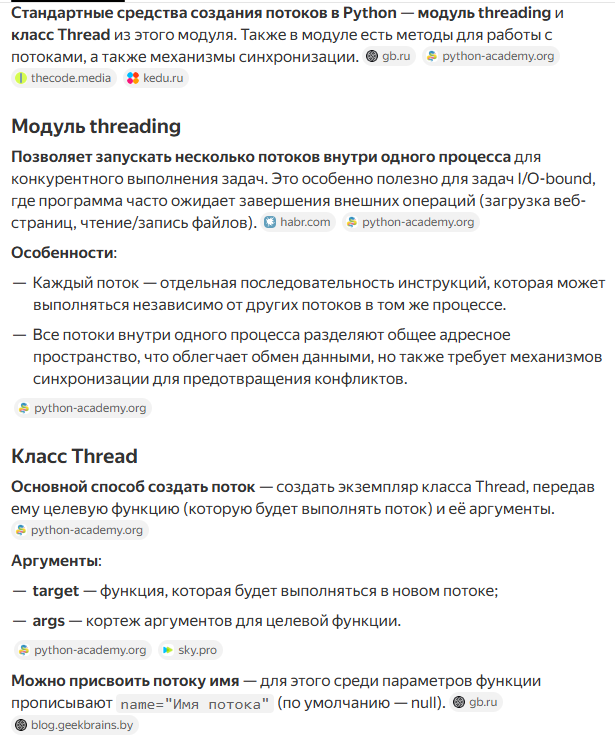 Стандартные средства создания потоков в Python — модуль threading и
класс Thread из этого модуля. Также в модуле есть методы для работы с
потоками, а также механизмы синхронизации. gb.ru python-academy.org
thecode.media kedu.ru
Модуль threading
Позволяет запускать несколько потоков внутри одного процесса для
конкурентного выполнения задач. Это особенно полезно для задач I/O-bound,
где программа часто ожидает завершения внешних операций (загрузка веб-
страниц, чтение/запись файлов). habr.com python-academy.org
Особенности:
— Каждый поток — отдельная последовательность инструкций, которая может
выполняться независимо от других потоков в том же процессе.
— Все потоки внутри одного процесса разделяют общее адресное
пространство, что облегчает обмен данными, но также требует механизмов
синхронизации для предотвращения конфликтов.
python-academy.org
Класс Thread
Основной способ создать поток — создать экземпляр класса Thread, передав
ему целевую функцию (которую будет выполнять поток) и её аргументы.
python-academy.org
Аргументы:
— target — функция, которая будет выполняться в новом потоке;
— args — кортеж аргументов для целевой функции.
python-academy.org sky.pro
Можно присвоить потоку имя — для этого среди параметров функции
прописывают name="Имя потока" (по умолчанию — null). gb.ru
blog.geekbrains.by